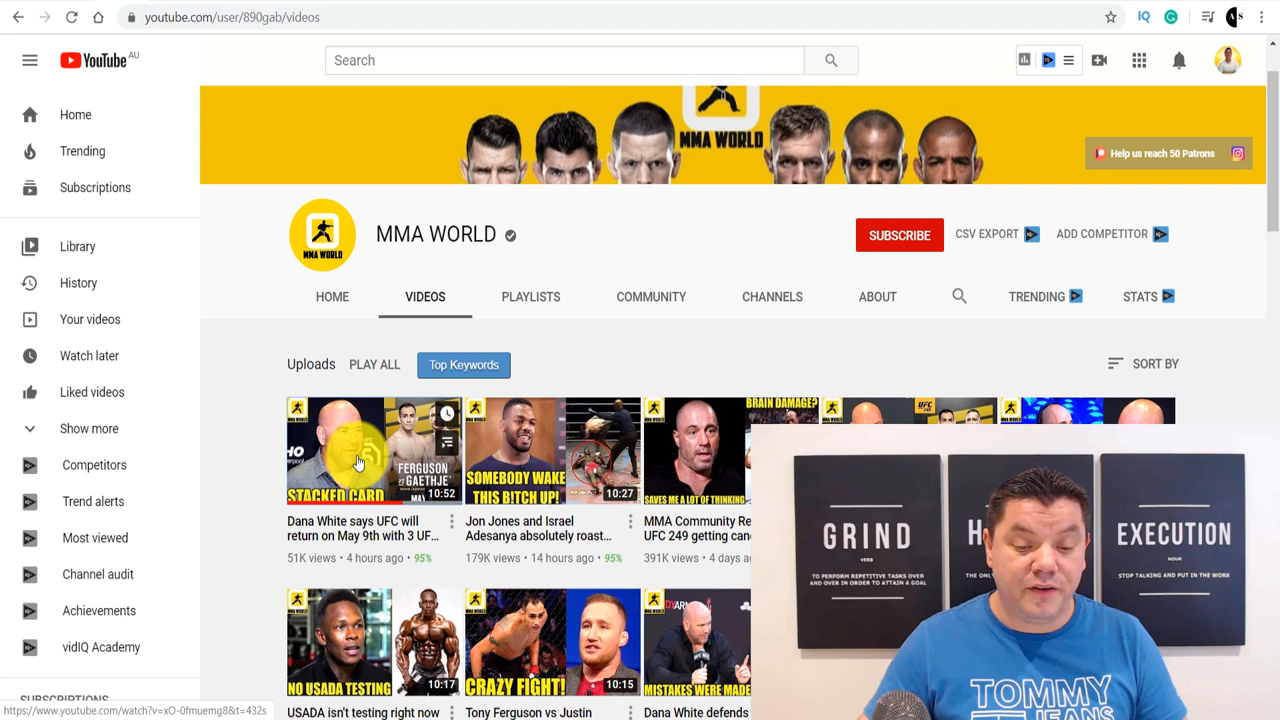 youtube.com/user/890gab/videos
YouTube AU
Search
Home
Trending
Subscriptions
Library
History
Your videos
Watch later
Liked videos
Show more
Competitors
Trend alerts
Most viewed
Channel audit
Achievements
vidIQ Academy
SUBSCRIPTIONS
MMA WORLD
Help us reach 50 Patrons
MMA WORLD
MMA WORLD
SUBSCRIBE
CSV EXPORT
ADD COMPETITOR
HOME
VIDEOS
PLAYLISTS
COMMUNITY
CHANNELS
ABOUT
TRENDING
STATS
Uploads
PLAY ALL
Top Keywords
SORT BY
FERGUSON
VS
GAETHJE
STACKED CARD
10:52
SOMEBODY WAKE
THIS B!TCH UP!
10:27
BRAIN DAMAGE?
SAVES ME A LOT OF THINKING
Dana White says UFC will
return on May 9th with 3 UF...
51K views • 4 hours ago • 95%
Jon Jones and Israel
Adesanya absolutely roast...
179K views • 14 hours ago • 95%
MMA Community Re
UFC 249 getting canc
391K views • 4 days a
NO USADA TESTING
10:17
CRAZY FIGHT!
10:15
MISTAKES WERE MADE
USADA isn't testing right now
Tony Ferguson vs Justin
Dana White defends
GRIND
VERB
TO PERFORM REPETITIVE TASKS OVER
AND OVER IN ORDER TO ATTAIN A GOAL
H
THE ONL
EXECUTION
NOUN
STOP TALKING AND PUT IN THE WORK
TOMMY
JEANS
https://www.youtube.com/watch?v=xO-0fmuemg8&t=432s